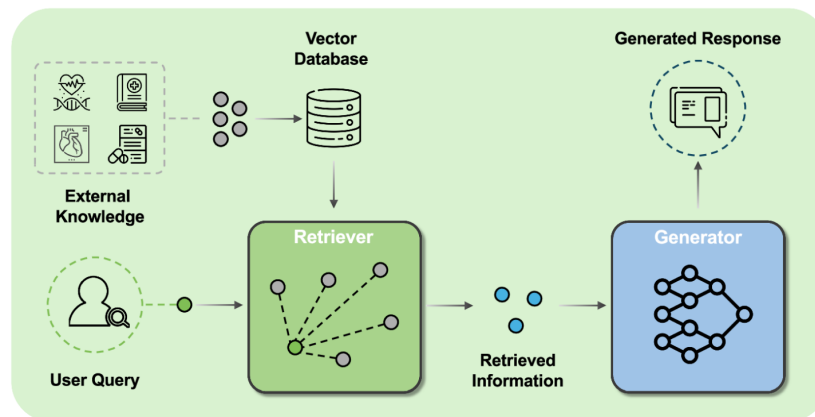 Vector
Database
Generated Response
External
Knowledge
Retriever
Generator
User Query
Retrieved
Information